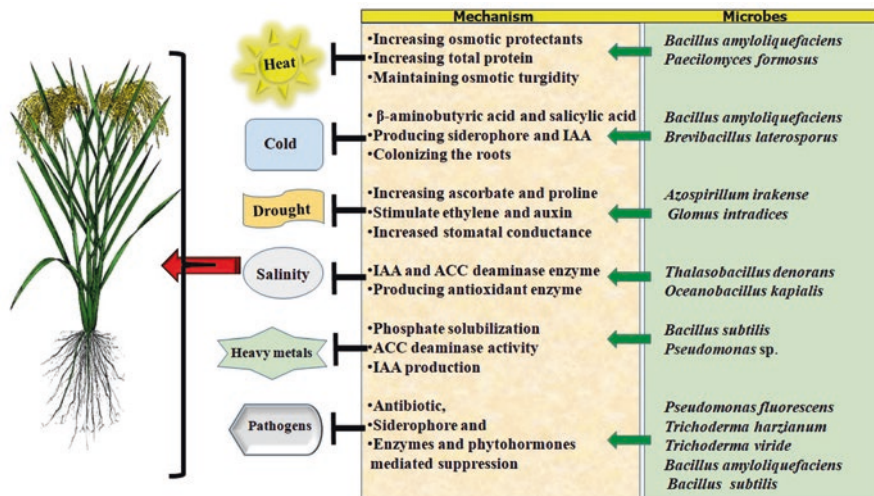 Mechanism
Microbes
Heat
•Increasing osmotic protectants
•Increasing total protein
•Maintaining osmotic turgidity
Bacillus amyloliquefaciens
Paecilomyces formosus
Cold
• β-aminobutyric acid and salicylic acid
•Producing siderophore and IAA
•Colonizing the roots
Bacillus amyloliquefaciens
Brevibacillus laterosporus
Drought
•Increasing ascorbate and proline
•Stimulate ethylene and auxin
•Increased stomatal conductance
Azospirillum irakense
Glomus intradices
Salinity
•IAA and ACC deaminase enzyme
•Producing antioxidant enzyme
Thalasobacillus denorans
Oceanobacillus kapialis
Heavy metals
•Phosphate solubilization
•ACC deaminase activity
•IAA production
Bacillus subtilis
Pseudomonas sp.
Pathogens
•Antibiotic,
•Siderophore and
•Enzymes and phytohormones
mediated suppression
Pseudomonas fluorescens
Trichoderma harzianum
Trichoderma viride
Bacillus amyloliquefaciens
Bacillus subtilis